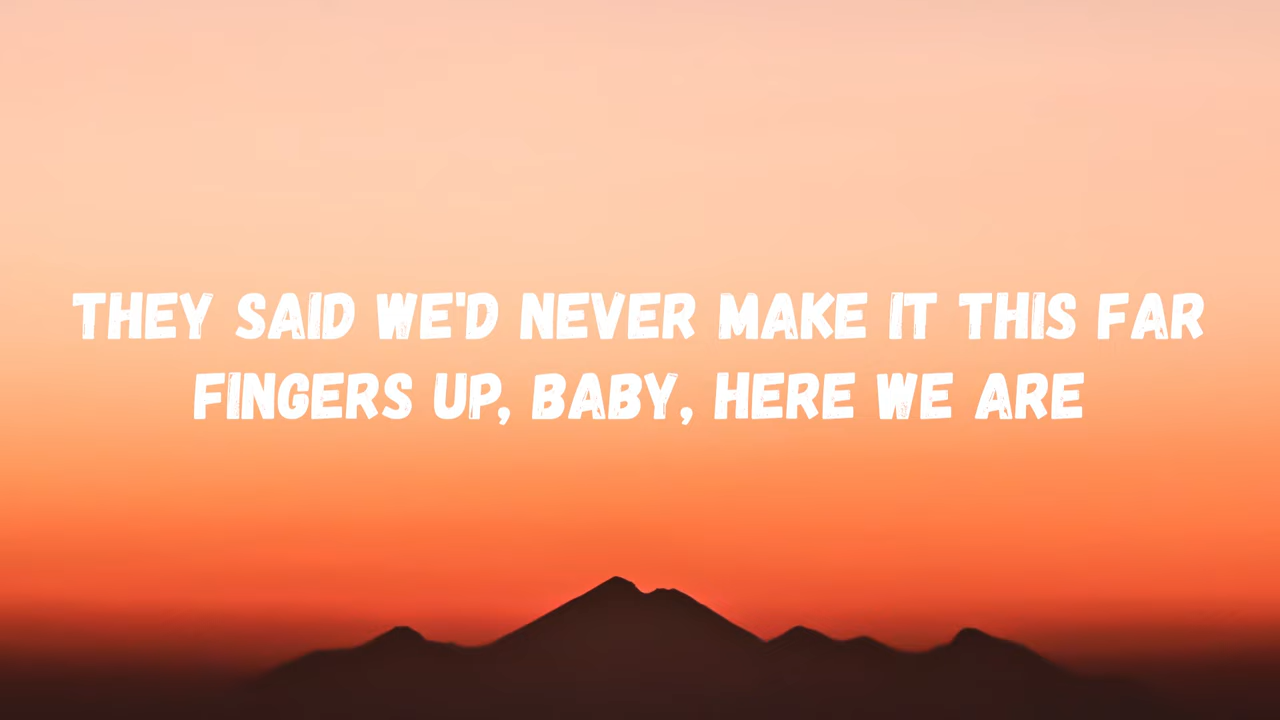 THEY SAID WE'D NEVER MAKE IT THIS FAR
FINGERS UP, BABY, HERE WE ARE